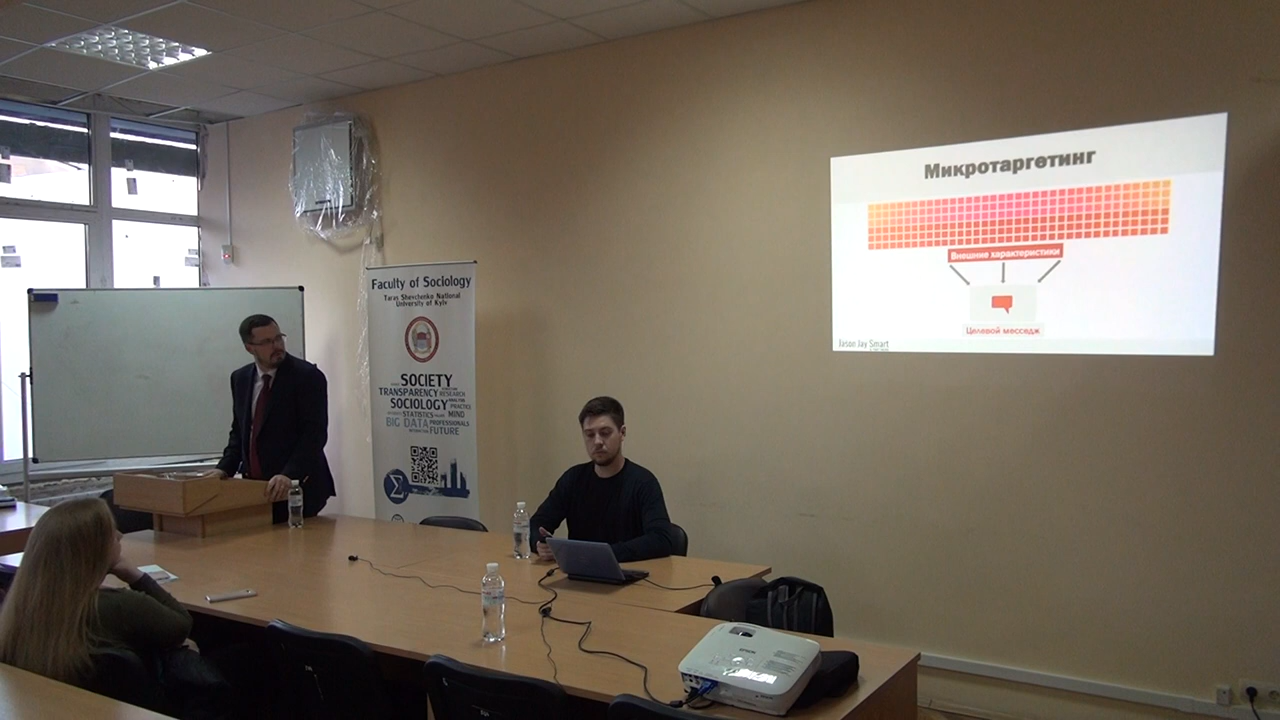 Микротаргетинг
Внешние характеристики
Целевой месседж
Jason Jay Smart
Faculty of Sociology
Taras Shevchenko National
University of Kyiv
SOCIETY
TRANSPARENCY RESEARCH
SOCIOLOGY PRACTICE
STATISTICS MIND
BIG DATA PROFESSIONALS
FUTURE
Σ
EPSON